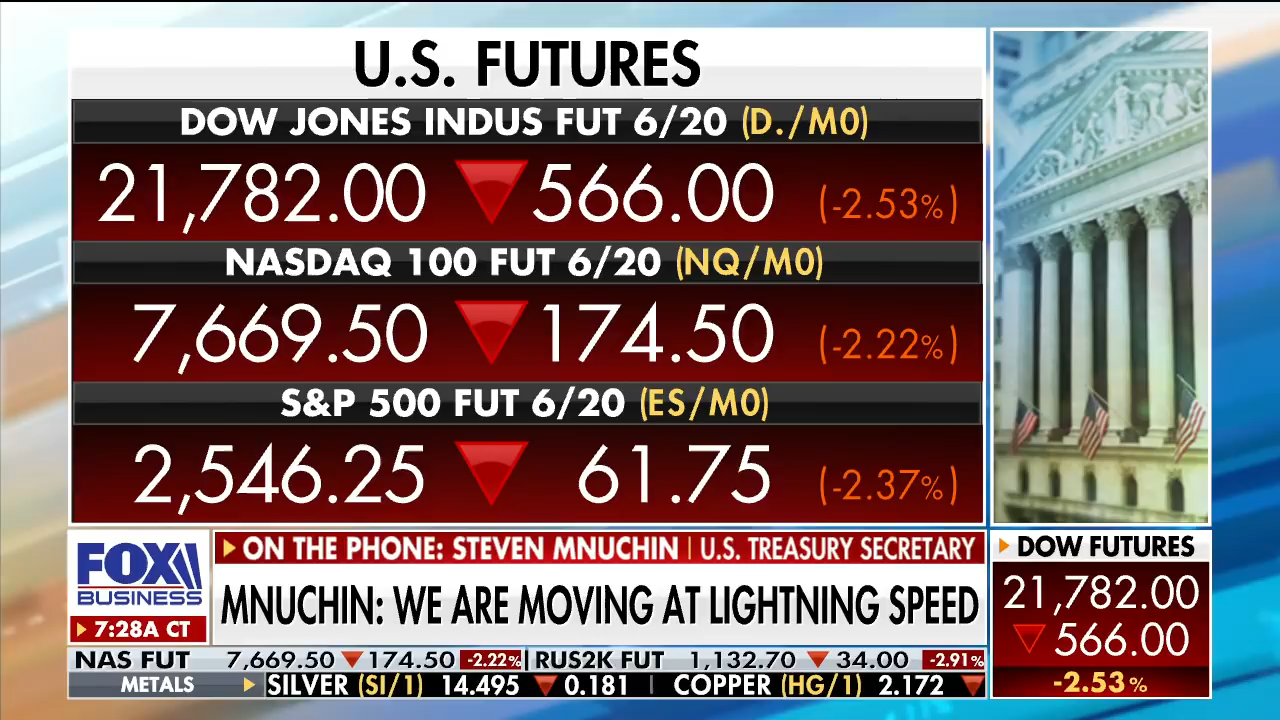 U.S. FUTURES
DOW JONES INDUS FUT 6/20 (D./M0)
21,782.00 ▼ 566.00 (-2.53%)
NASDAQ 100 FUT 6/20 (NQ/M0)
7,669.50 ▼ 174.50 (-2.22%)
S&P 500 FUT 6/20 (ES/M0)
2,546.25 ▼ 61.75 (-2.37%)
FOX BUSINESS
7:28A CT
ON THE PHONE: STEVEN MNUCHIN | U.S. TREASURY SECRETARY
MNUCHIN: WE ARE MOVING AT LIGHTNING SPEED
DOW FUTURES
21,782.00
▼ 566.00
-2.53%
NAS FUT 7,669.50 ▼ 174.50 -2.22% RUS2K FUT 1,132.70 ▼ 34.00 -2.91%
METALS SILVER (SI/1) 14.495 ▼ 0.181 | COPPER (HG/1) 2.172 ▼